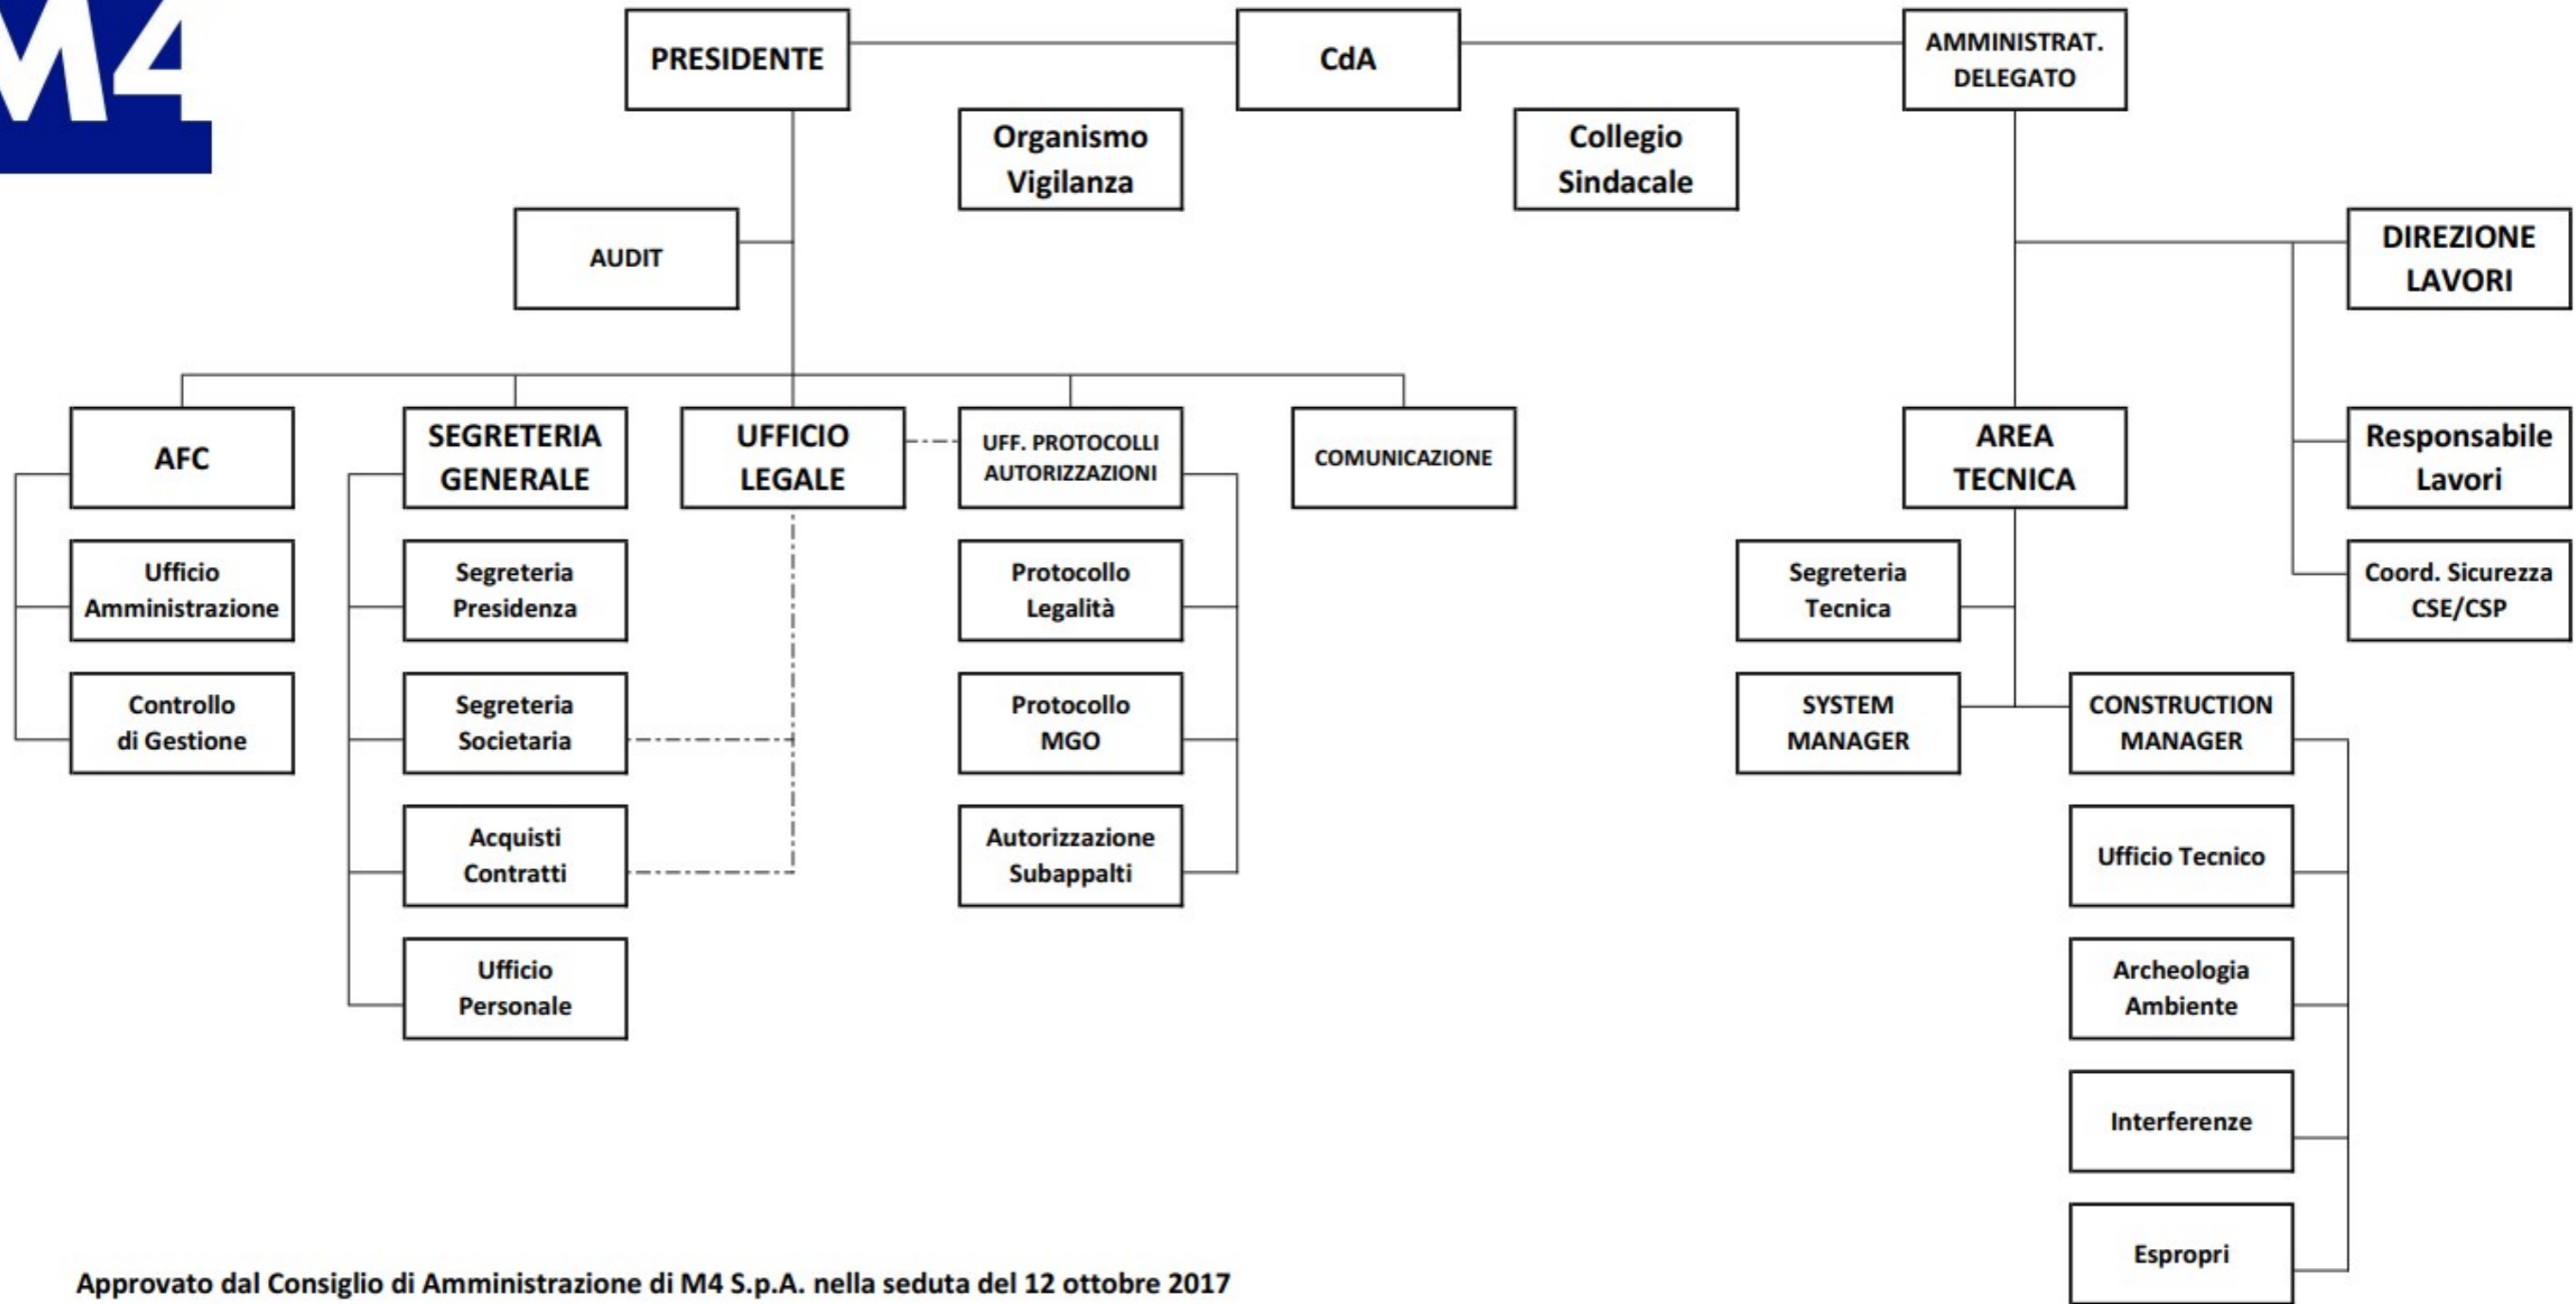 M4
PRESIDENTE
CdA
AMMINISTRAT.
DELEGATO
Organismo
Vigilanza
Collegio
Sindacale
AUDIT
DIREZIONE
LAVORI
AFC
SEGRETERIA
GENERALE
UFFICIO
LEGALE
UFF. PROTOCOLLI
AUTORIZZAZIONI
COMUNICAZIONE
AREA
TECNICA
Responsabile
Lavori
Ufficio
Amministrazione
Segreteria
Presidenza
Protocollo
Legalità
Segreteria
Tecnica
Coord. Sicurezza
CSE/CSP
Controllo
di Gestione
Segreteria
Societaria
Protocollo
MGO
SYSTEM
MANAGER
CONSTRUCTION
MANAGER
Acquisti
Contratti
Autorizzazione
Subappalti
Ufficio Tecnico
Ufficio
Personale
Archeologia
Ambiente
Interferenze
Espropri
Approvato dal Consiglio di Amministrazione di M4 S.p.A. nella seduta del 12 ottobre 2017